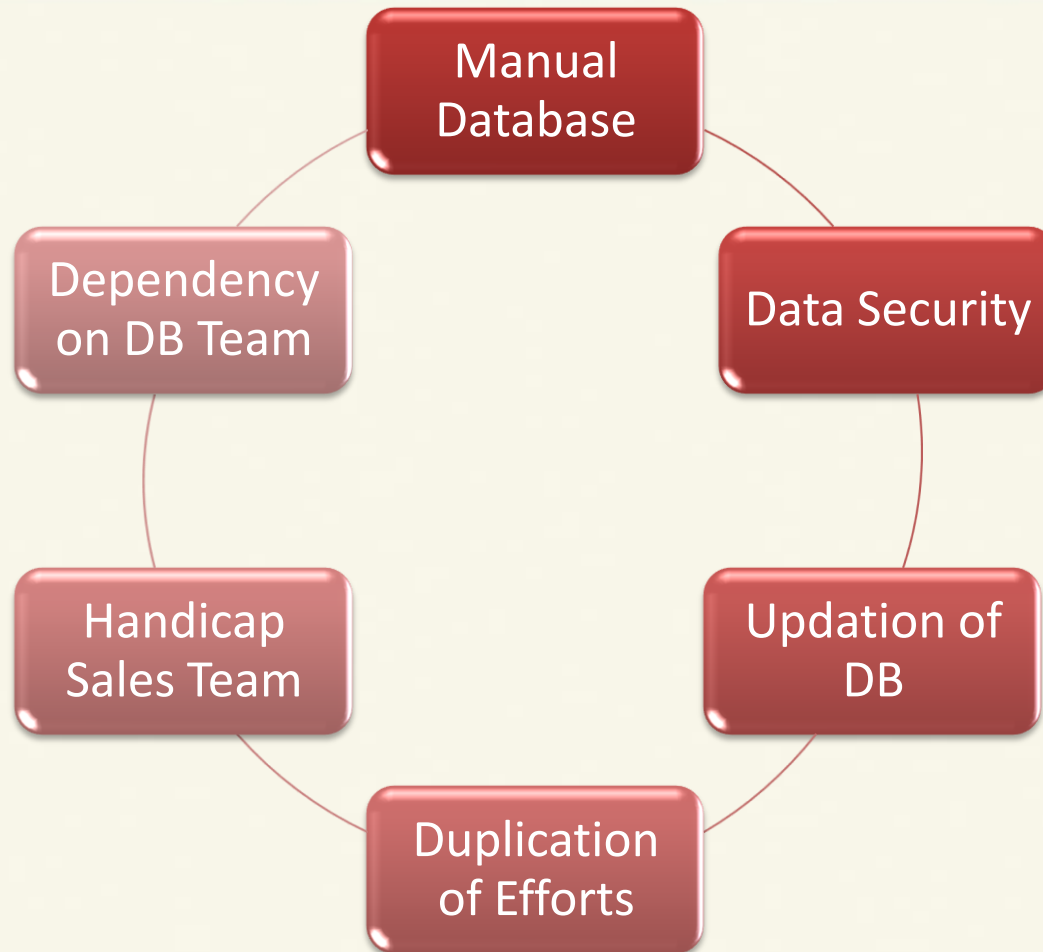 Manual
Database
Data Security
Updation of
DB
Duplication
of Efforts
Handicap
Sales Team
Dependency
on DB Team